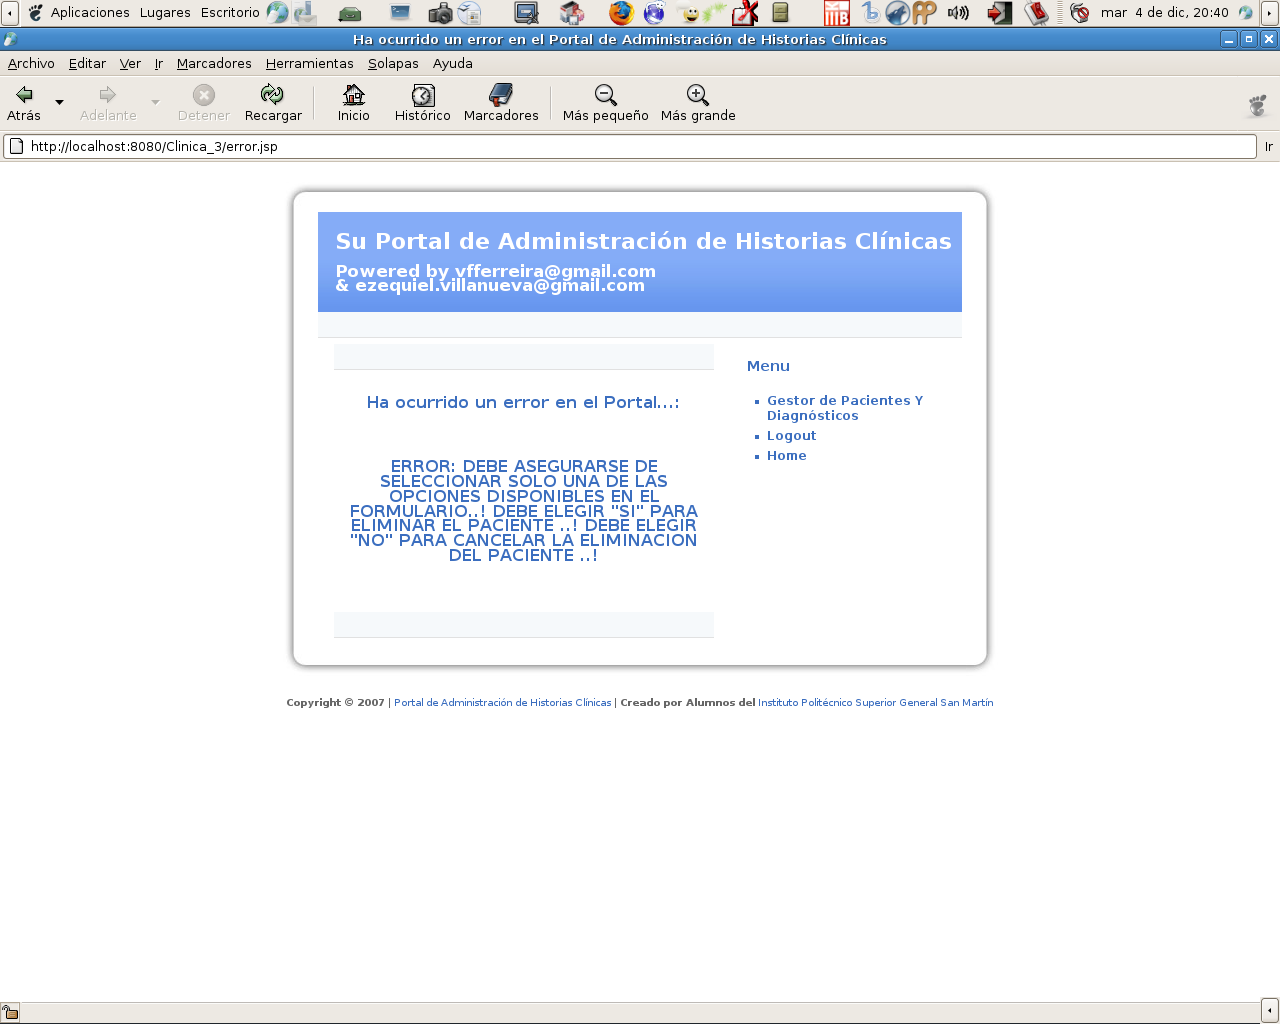 Aplicaciones Lugares Escritorio mar 4 de dic, 20:40
Ha ocurrido un error en el Portal de Administración de Historias Clínicas
Archivo Editar Ver Ir Marcadores Herramientas Solapas Ayuda
Atrás Adelante Detener Recargar Inicio Histórico Marcadores Más pequeño Más grande
http://localhost:8080/Clinica_3/error.jsp Ir
Su Portal de Administración de Historias Clínicas
Powered by vfferreira@gmail.com
& ezequiel.villanueva@gmail.com
Ha ocurrido un error en el Portal...:
ERROR: DEBE ASEGURARSE DE
SELECCIONAR SOLO UNA DE LAS
OPCIONES DISPONIBLES EN EL
FORMULARIO..! DEBE ELEGIR "SI" PARA
ELIMINAR EL PACIENTE ..! DEBE ELEGIR
"NO" PARA CANCELAR LA ELIMINACION
DEL PACIENTE ..!
Menu
Gestor de Pacientes Y
Diagnósticos
Logout
Home
Copyright © 2007 | Portal de Administración de Historias Clínicas | Creado por Alumnos del Instituto Politécnico Superior General San Martín